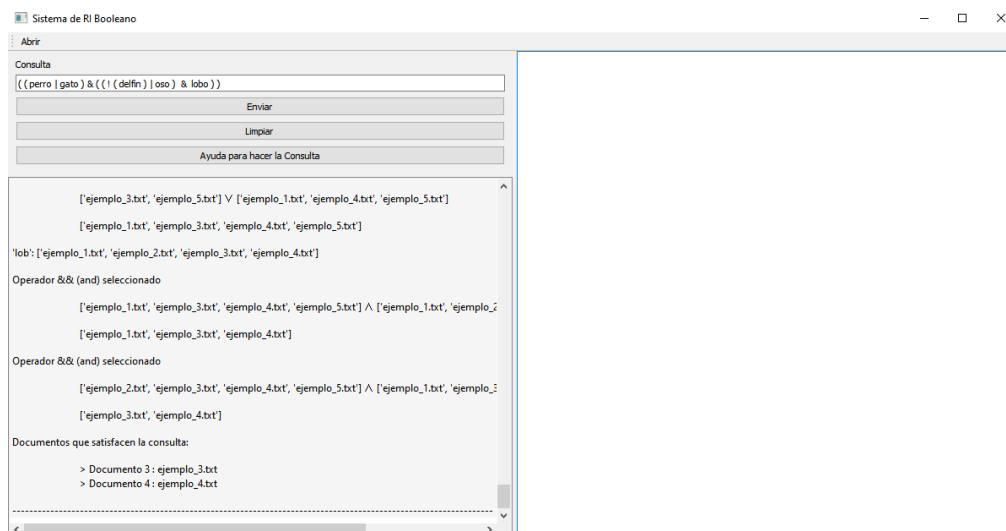 Sistema de RI Booleano
Abrir
Consulta
( ( perro | gato ) & ( ( ! ( delfin ) | oso )  & lobo ) )
Enviar
Limpiar
Ayuda para hacer la Consulta
['ejemplo_3.txt', 'ejemplo_5.txt'] ∨ ['ejemplo_1.txt', 'ejemplo_4.txt', 'ejemplo_5.txt']
['ejemplo_1.txt', 'ejemplo_3.txt', 'ejemplo_4.txt', 'ejemplo_5.txt']
'lob': ['ejemplo_1.txt', 'ejemplo_2.txt', 'ejemplo_3.txt', 'ejemplo_4.txt']
Operador && (and) seleccionado
['ejemplo_1.txt', 'ejemplo_3.txt', 'ejemplo_4.txt', 'ejemplo_5.txt'] ∧ ['ejemplo_1.txt', 'ejemplo_2
['ejemplo_1.txt', 'ejemplo_3.txt', 'ejemplo_4.txt']
Operador && (and) seleccionado
['ejemplo_2.txt', 'ejemplo_3.txt', 'ejemplo_4.txt', 'ejemplo_5.txt'] ∧ ['ejemplo_1.txt', 'ejemplo_3
['ejemplo_3.txt', 'ejemplo_4.txt']
Documentos que satisfacen la consulta:
> Documento 3 : ejemplo_3.txt
> Documento 4 : ejemplo_4.txt